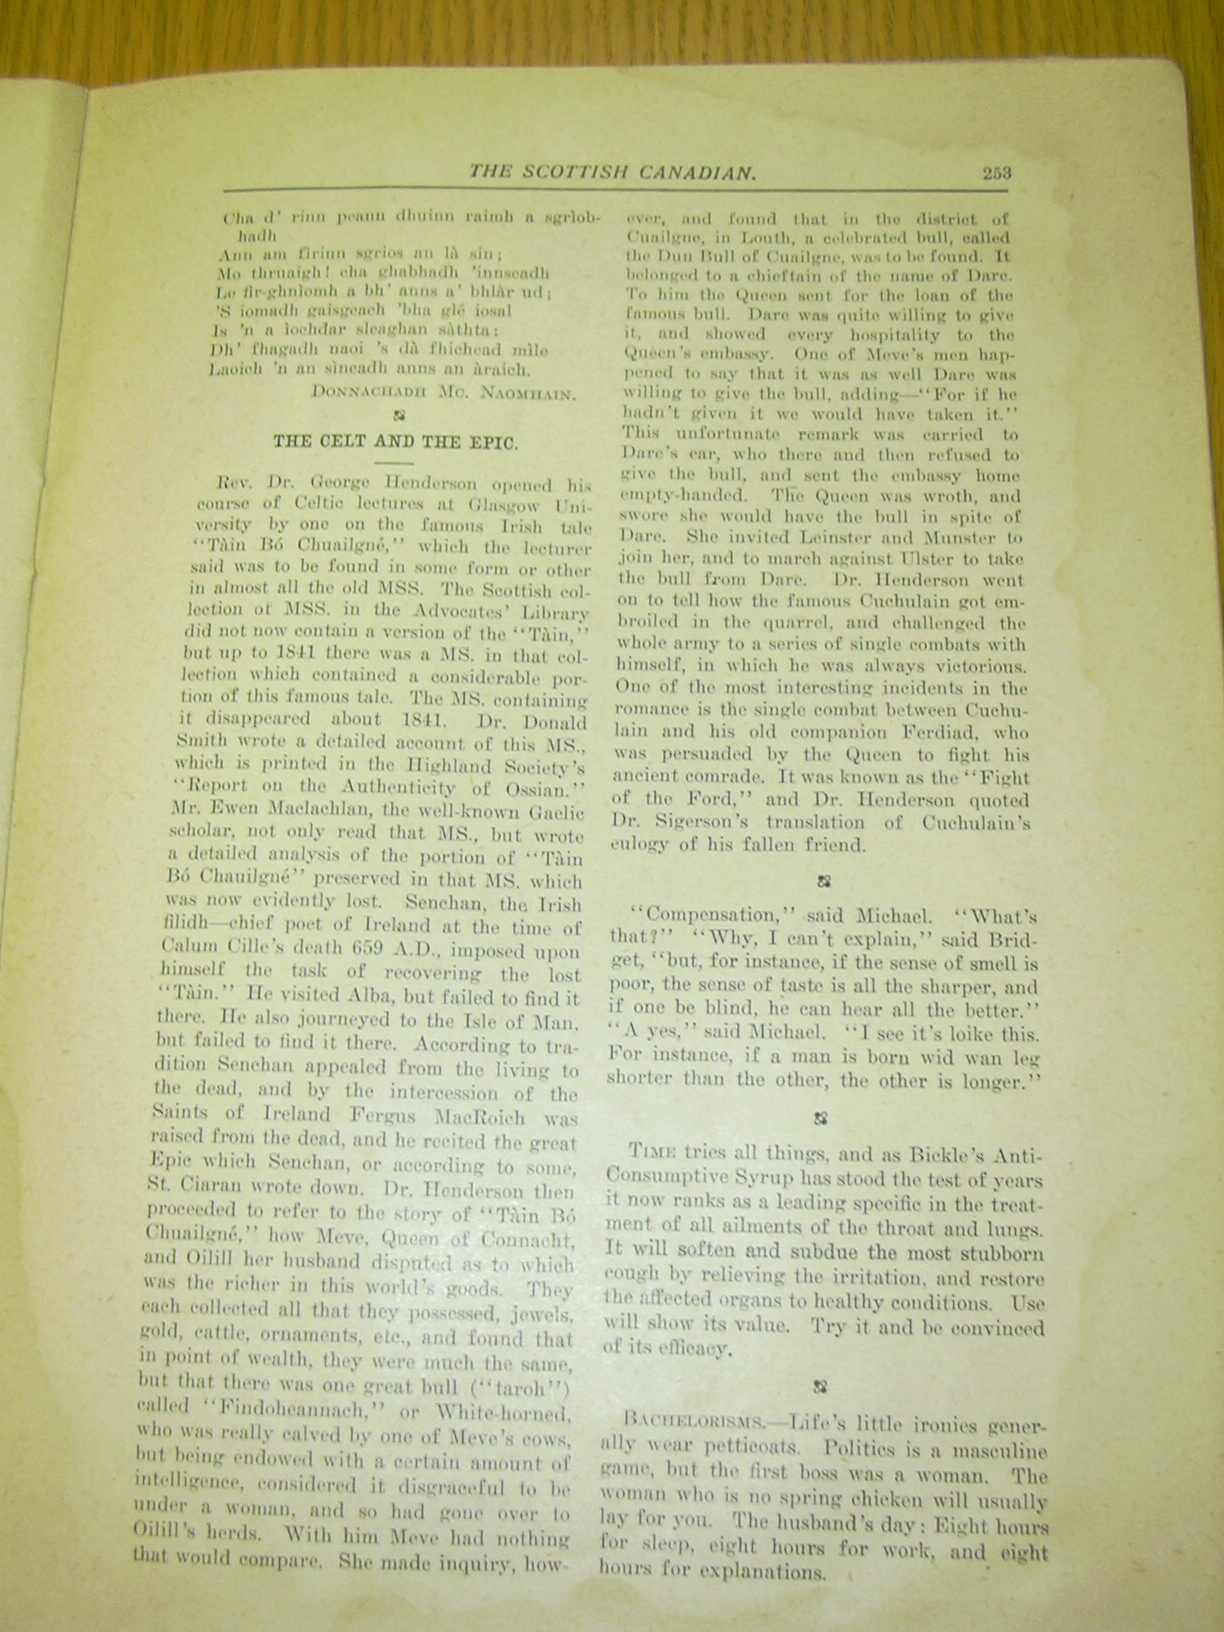 THE SCOTTISH CANADIAN.
253
Cha d' rinn peann dhuinn raimh a sgrìob-
hadh
Ann am firinn sgrios an là sin;
Mo thruaigh! cha ghabhadh 'innseadh
Le fir-ghnìomh a bh' anns a' bhlàr ud;
'S iomadh gaisgeach 'bha glé iosal
Is 'n a iochdar sleaghan sàthta:
Dh' fhagadh naoi 's dà fhichead mìle
Laoich 'n an sineadh anns an àraich.
DONNACHADH MC. NAOMHAIN.
THE CELT AND THE EPIC.
Rev. Dr. George Henderson opened his
course of Celtic lectures at Glasgow Uni-
versity by one on the famous Irish tale
"Tàin Bó Chuailgné," which the lecturer
said was to be found in some form or other
in almost all the old MSS. The Scottish col-
lection of MSS. in the Advocates' Library
did not now contain a version of the "Tàin,"
but up to 1841 there was a MS. in that col-
lection which contained a considerable por-
tion of this famous tale. The MS. containing
it disappeared about 1841. Dr. Donald
Smith wrote a detailed account of this MS.,
which is printed in the Highland Society's
"Report on the Authenticity of Ossian."
Mr. Ewen Maclachlan, the well-known Gaelic
scholar, not only read that MS., but wrote
a detailed analysis of the portion of "Tàin
Bó Chauilgné" preserved in that MS. which
was now evidently lost. Senchan, the Irish
filidh—chief poet of Ireland at the time of
Calum Cille's death 659 A.D., imposed upon
himself the task of recovering the lost
"Tàin." He visited Alba, but failed to find it
there. He also journeyed to the Isle of Man,
but failed to find it there. According to tra-
dition Senchan appealed from the living to
the dead, and by the intercession of the
Saints of Ireland Fergus MacRoich was
raised from the dead, and he recited the great
Epic which Senchan, or according to some,
St. Ciaran wrote down. Dr. Henderson then
proceeded to refer to the story of "Tàin Bó
Chuailgné," how Meve, Queen of Connacht,
and Oilill her husband disputed as to which
was the richer in this world's goods. They
each collected all that they possessed, jewels,
gold, cattle, ornaments, etc., and found that
in point of wealth, they were much the same,
but that there was one great bull ("taroh")
called "Findoheannach," or White-horned,
who was really calved by one of Meve's cows,
but being endowed with a certain amount of
intelligence, considered it disgraceful to be
under a woman, and so had gone over to
Oilill's herds. With him Meve had nothing
that would compare. She made inquiry, how-
ever, and found that in the district of
Cuailgne, in Louth, a celebrated bull, called
the Dun Bull of Cuailgne, was to be found. It
belonged to a chieftain of the name of Dare.
To him the Queen sent for the loan of the
famous bull. Dare was quite willing to give
it, and showed every hospitality to the
Queen's embassy. One of Meve's men hap-
pened to say that it was as well Dare was
willing to give the bull, adding—"For if he
hadn't given it we would have taken it."
This unfortunate remark was carried to
Dare's ear, who there and then refused to
give the bull, and sent the embassy home
empty-handed. The Queen was wroth, and
swore she would have the bull in spite of
Dare. She invited Leinster and Munster to
join her, and to march against Ulster to take
the bull from Dare. Dr. Henderson went
on to tell how the famous Cuchulain got em-
broiled in the quarrel, and challenged the
whole army to a series of single combats with
himself, in which he was always victorious.
One of the most interesting incidents in the
romance is the single combat between Cuchu-
lain and his old companion Ferdiad, who
was persuaded by the Queen to fight his
ancient comrade. It was known as the "Fight
of the Ford," and Dr. Henderson quoted
Dr. Sigerson's translation of Cuchulain's
eulogy of his fallen friend.
"Compensation," said Michael. "What's
that?" "Why, I can't explain," said Brid-
get, "but, for instance, if the sense of smell is
poor, the sense of taste is all the sharper, and
if one be blind, he can hear all the better."
"A yes," said Michael. "I see it's loike this.
For instance, if a man is born wid wan leg
shorter than the other, the other is longer."
TIME tries all things, and as Bickle's Anti-
Consumptive Syrup has stood the test of years
it now ranks as a leading specific in the treat-
ment of all ailments of the throat and lungs.
It will soften and subdue the most stubborn
cough by relieving the irritation, and restore
the affected organs to healthy conditions. Use
will show its value. Try it and be convinced
of its efficacy.
BACHELORISMS.—Life's little ironies gener-
ally wear petticoats. Politics is a masculine
game, but the first boss was a woman. The
woman who is no spring chicken will usually
lay for you. The husband's day: Eight hours
for sleep, eight hours for work, and eight
hours for explanations.